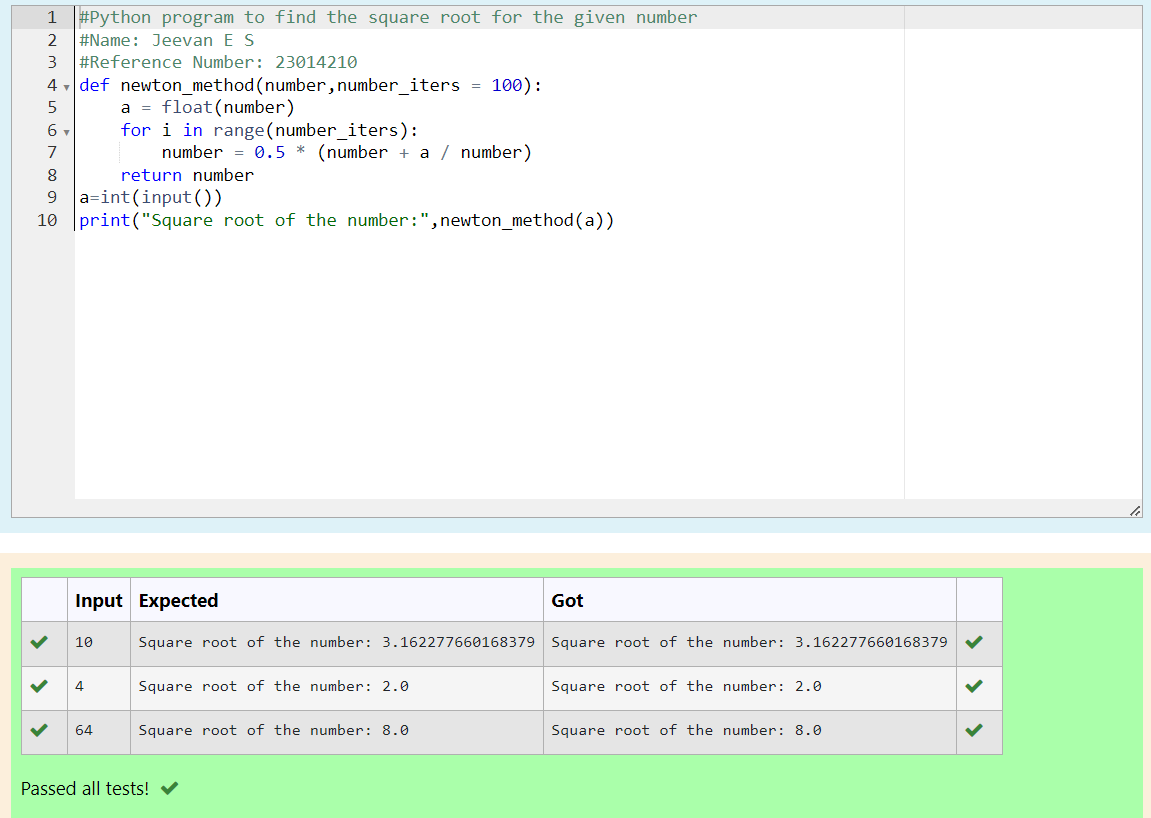 1 #Python program to find the square root for the given number
2 #Name: Jeevan E S
3 #Reference Number: 23014210
4 def newton_method(number,number_iters = 100):
5     a = float(number)
6     for i in range(number_iters):
7         number = 0.5 * (number + a / number)
8     return number
9 a=int(input())
10 print("Square root of the number:",newton_method(a))
Input Expected Got
10 Square root of the number: 3.162277660168379 Square root of the number: 3.162277660168379
4 Square root of the number: 2.0 Square root of the number: 2.0
64 Square root of the number: 8.0 Square root of the number: 8.0
Passed all tests!